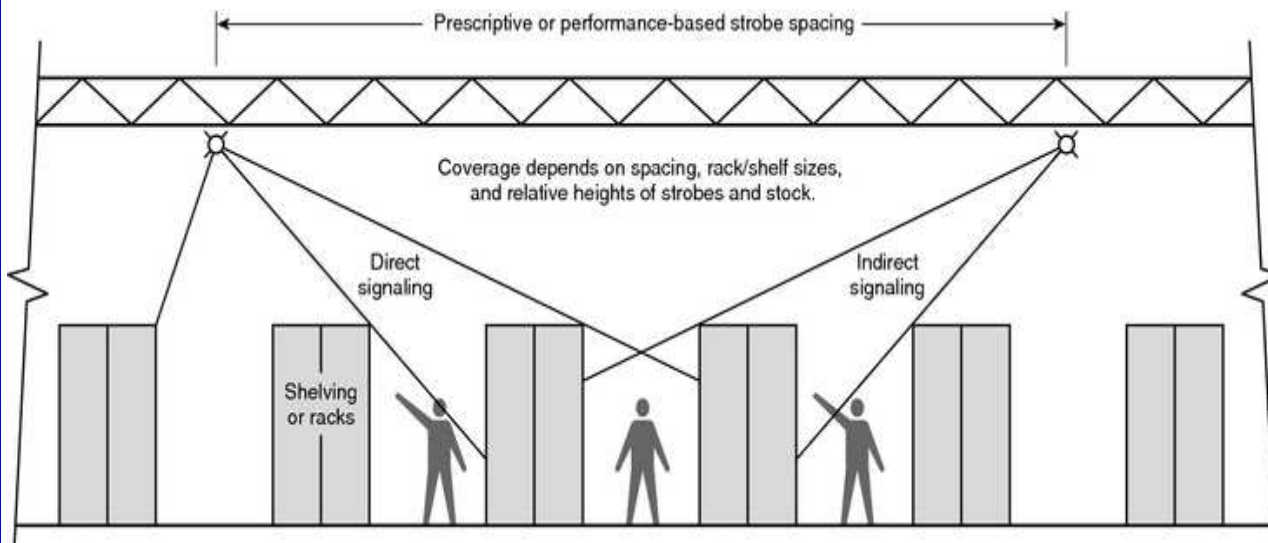 Prescriptive or performance-based strobe spacing
Coverage depends on spacing, rack/shelf sizes,
and relative heights of strobes and stock.
Direct
signaling
Indirect
signaling
Shelving
or racks